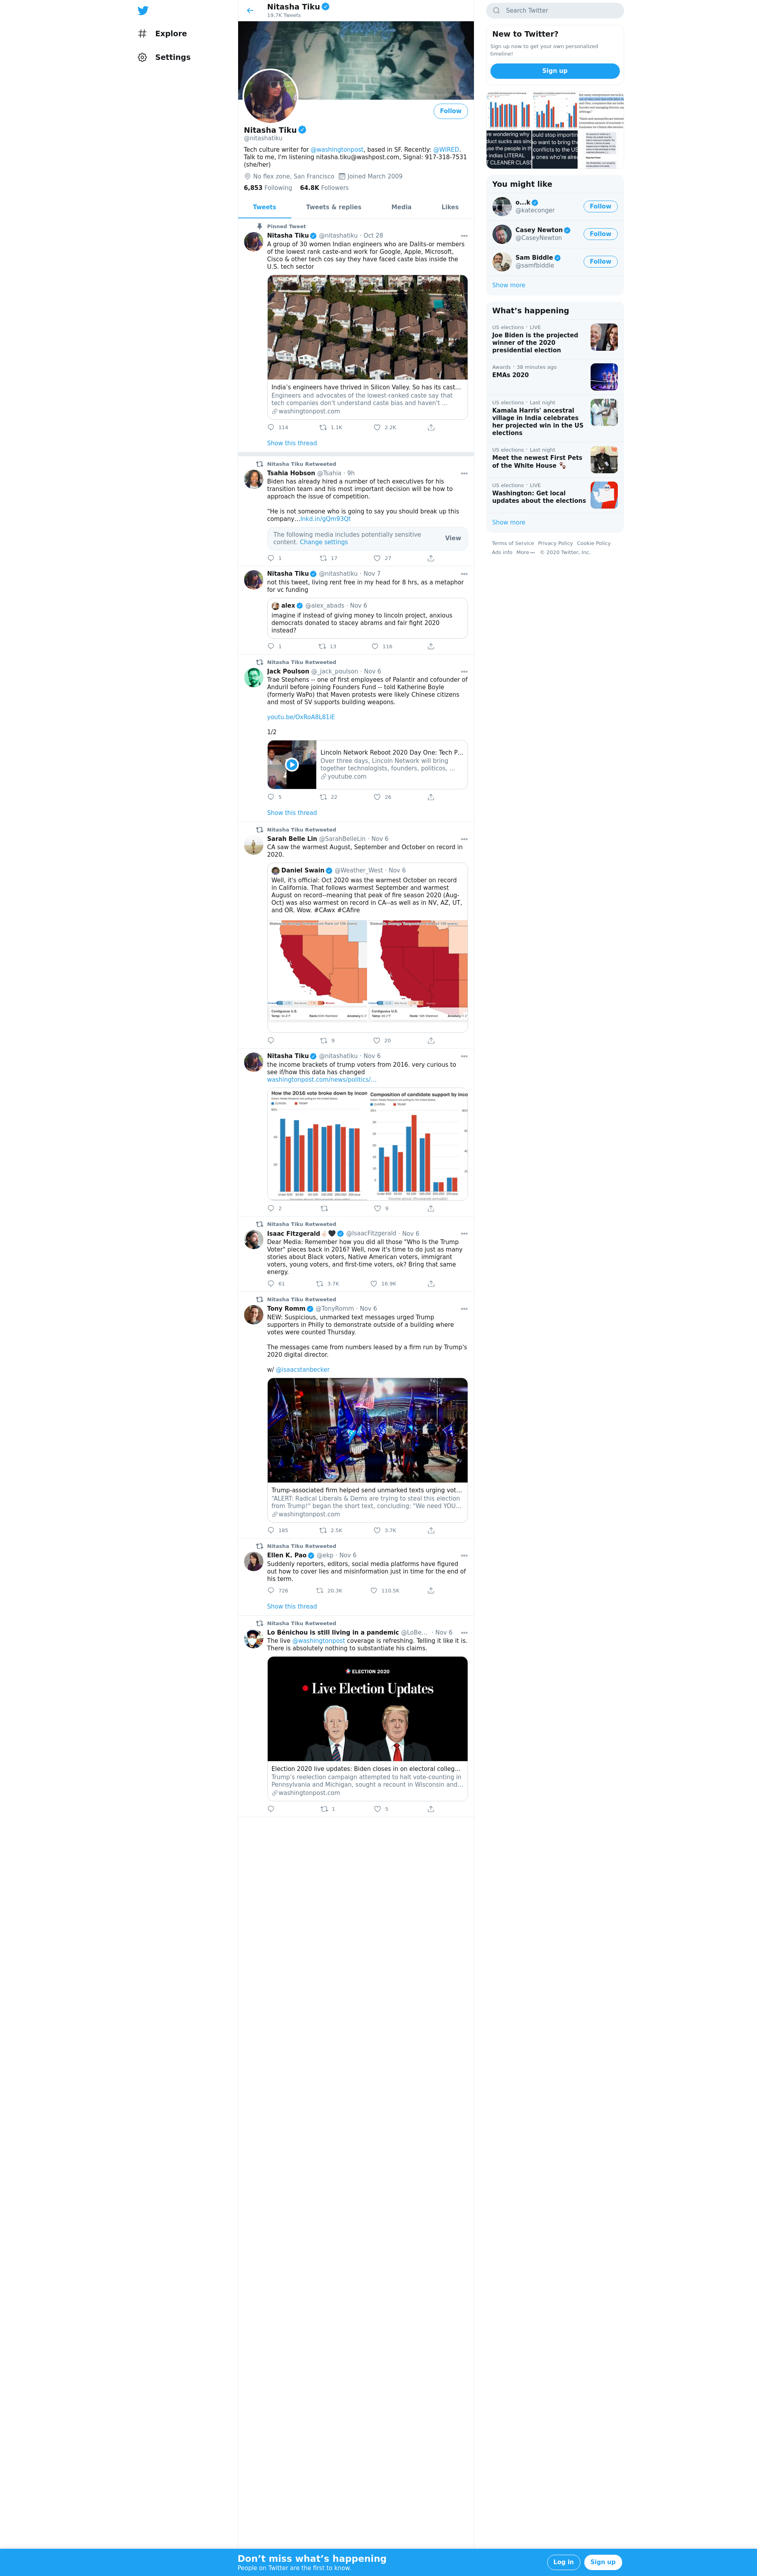 Explore
Settings
Nitasha Tiku
19.7K Tweets
Follow
Nitasha Tiku
@nitashatiku
Tech culture writer for @washingtonpost, based in SF. Recently: @WIRED.
Talk to me, I'm listening nitasha.tiku@washpost.com, Signal: 917-318-7531
(she/her)
No flex zone, San Francisco Joined March 2009
6,853 Following 64.8K Followers
Tweets Tweets & replies Media Likes
Pinned Tweet
Nitasha Tiku @nitashatiku · Oct 28
A group of 30 women Indian engineers who are Dalits-or members
of the lowest rank caste-and work for Google, Apple, Microsoft,
Cisco & other tech cos say they have faced caste bias inside the
U.S. tech sector
India's engineers have thrived in Silicon Valley. So has its cast...
Engineers and advocates of the lowest-ranked caste say that
tech companies don't understand caste bias and haven't ...
washingtonpost.com
114 1.1K 2.2K
Show this thread
Nitasha Tiku Retweeted
Tsahia Hobson @Tsahia · 9h
Biden has already hired a number of tech executives for his
transition team and his most important decision will be how to
approach the issue of competition.
"He is not someone who is going to say you should break up this
company...lnkd.in/gQm93Qt
The following media includes potentially sensitive
content. Change settings
View
1 17 27
Nitasha Tiku @nitashatiku · Nov 7
not this tweet, living rent free in my head for 8 hrs, as a metaphor
for vc funding
alex @alex_abads · Nov 6
imagine if instead of giving money to lincoln project, anxious
democrats donated to stacey abrams and fair fight 2020
instead?
1 13 116
Nitasha Tiku Retweeted
Jack Poulson @_jack_poulson · Nov 6
Trae Stephens -- one of first employees of Palantir and cofounder of
Anduril before joining Founders Fund -- told Katherine Boyle
(formerly WaPo) that Maven protests were likely Chinese citizens
and most of SV supports building weapons.
youtu.be/OxRoA8L81iE
1/2
Lincoln Network Reboot 2020 Day One: Tech P...
Over three days, Lincoln Network will bring
together technologists, founders, politicos, ...
youtube.com
5 22 26
Show this thread
Nitasha Tiku Retweeted
Sarah Belle Lin @SarahBelleLin · Nov 6
CA saw the warmest August, September and October on record in
2020.
Daniel Swain @Weather_West · Nov 6
Well, it's official: Oct 2020 was the warmest October on record
in California. That follows warmest September and warmest
August on record--meaning that peak of fire season 2020 (Aug-
Oct) was also warmest on record in CA--as well as in NV, AZ, UT,
and OR. Wow. #CAwx #CAfire
Contiguous U.S.
Contiguous U.S.
9 20
Nitasha Tiku @nitashatiku · Nov 6
the income brackets of trump voters from 2016. very curious to
see if/how this data has changed
washingtonpost.com/news/politics/...
How the 2016 vote broke down by incon
Composition of candidate support by inco
2 9
Nitasha Tiku Retweeted
Isaac Fitzgerald @IsaacFitzgerald · Nov 6
Dear Media: Remember how you did all those "Who Is the Trump
Voter" pieces back in 2016? Well, now it's time to do just as many
stories about Black voters, Native American voters, immigrant
voters, young voters, and first-time voters, ok? Bring that same
energy.
61 3.7K 16.9K
Nitasha Tiku Retweeted
Tony Romm @TonyRomm · Nov 6
NEW: Suspicious, unmarked text messages urged Trump
supporters in Philly to demonstrate outside of a building where
votes were counted Thursday.
The messages came from numbers leased by a firm run by Trump's
2020 digital director.
w/ @isaacstanbecker
Trump-associated firm helped send unmarked texts urging vot...
"ALERT: Radical Liberals & Dems are trying to steal this election
from Trump!" began the short text, concluding: "We need YOU...
washingtonpost.com
185 2.5K 3.7K
Nitasha Tiku Retweeted
Ellen K. Pao @ekp · Nov 6
Suddenly reporters, editors, social media platforms have figured
out how to cover lies and misinformation just in time for the end of
his term.
726 20.3K 110.5K
Show this thread
Nitasha Tiku Retweeted
Lo Bénichou is still living in a pandemic @LoBe... · Nov 6
The live @washingtonpost coverage is refreshing. Telling it like it is.
There is absolutely nothing to substantiate his claims.
ELECTION 2020
Live Election Updates
Election 2020 live updates: Biden closes in on electoral colleg...
Trump's reelection campaign attempted to halt vote-counting in
Pennsylvania and Michigan, sought a recount in Wisconsin and...
washingtonpost.com
1 5
Search Twitter
New to Twitter?
Sign up now to get your own personalized
timeline!
Sign up
You might like
o...k
@kateconger
Follow
Casey Newton
@CaseyNewton
Follow
Sam Biddle
@samfbiddle
Follow
Show more
What's happening
US elections · LIVE
Joe Biden is the projected
winner of the 2020
presidential election
Awards · 38 minutes ago
EMAs 2020
US elections · Last night
Kamala Harris' ancestral
village in India celebrates
her projected win in the US
elections
US elections · Last night
Meet the newest First Pets
of the White House
US elections · LIVE
Washington: Get local
updates about the elections
Show more
Terms of Service Privacy Policy Cookie Policy
Ads info More ••• © 2020 Twitter, Inc.
Don't miss what's happening
People on Twitter are the first to know.
Log in
Sign up